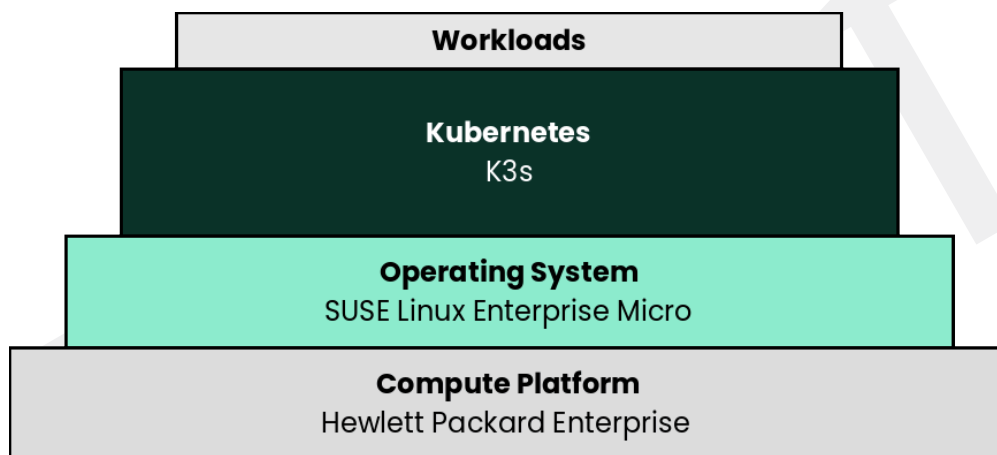 Workloads
Kubernetes
K3s
Operating System
SUSE Linux Enterprise Micro
Compute Platform
Hewlett Packard Enterprise